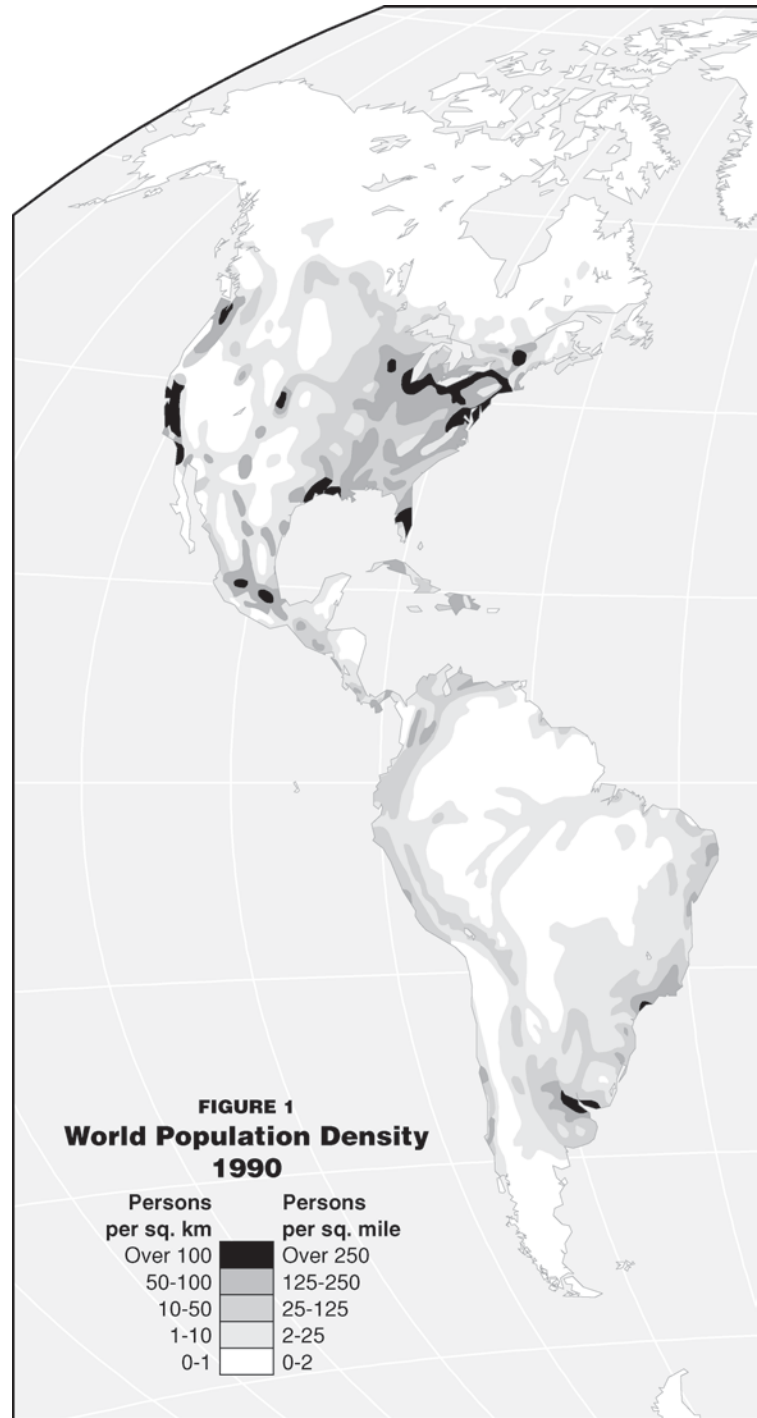 FIGURE 1
World Population Density
1990
Persons per sq. km
Persons per sq. mile
Over 100 Over 250
50-100 125-250
10-50 25-125
1-10 2-25
0-1 0-2